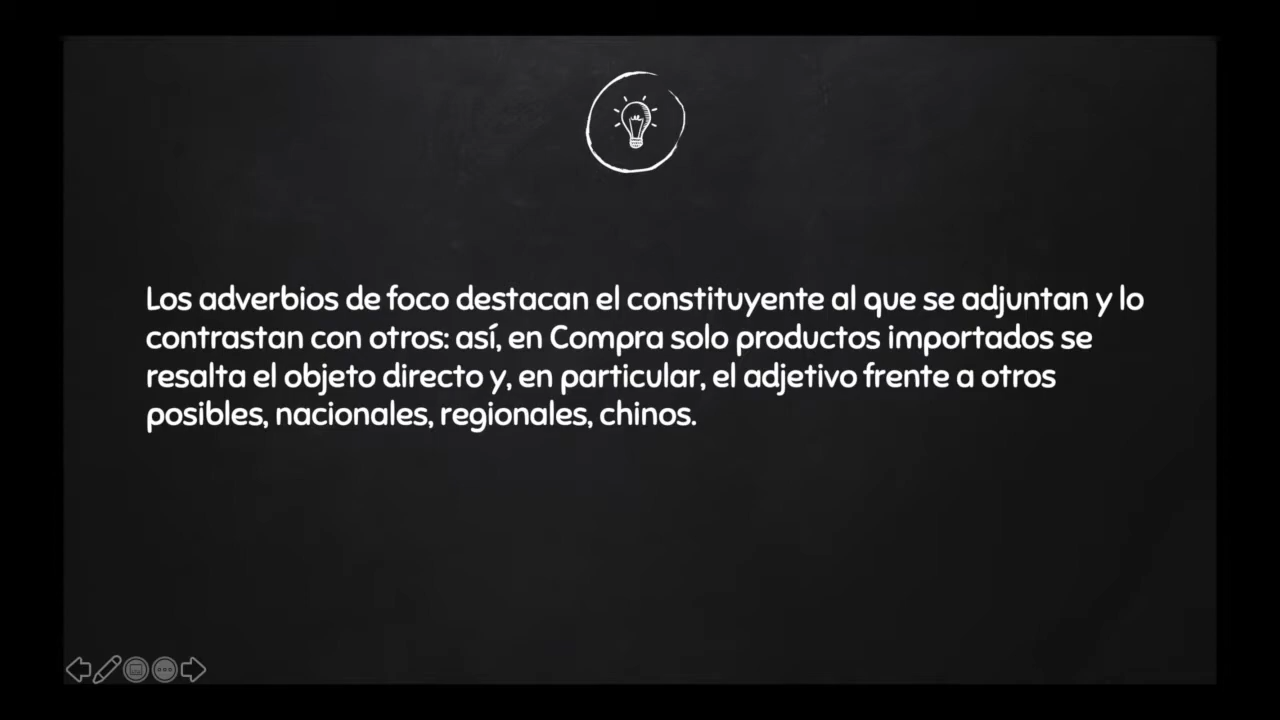 Los adverbios de foco destacan el constituyente al que se adjuntan y lo
contrastan con otros: así, en Compra solo productos importados se
resalta el objeto directo y, en particular, el adjetivo frente a otros
posibles, nacionales, regionales, chinos.